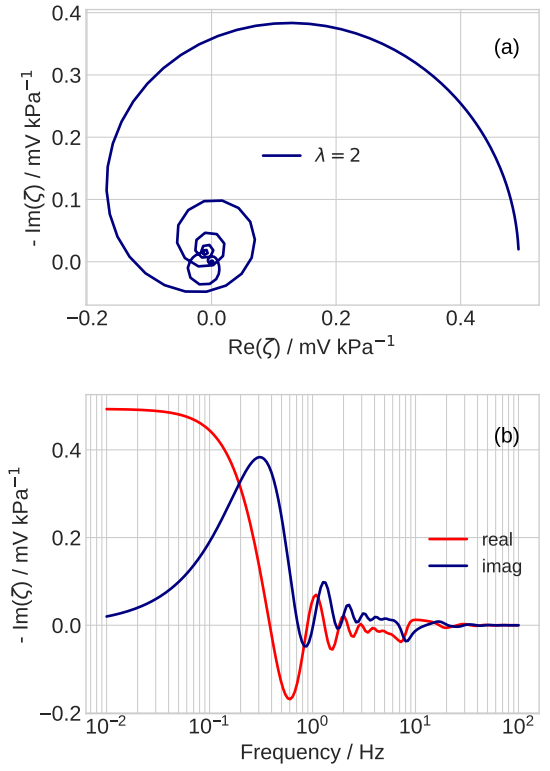 (a)
0.4
0.3
0.2
0.1
0.0
λ = 2
- Im(ζ) / mV kPa⁻¹
−0.2 0.0 0.2 0.4
Re(ζ) / mV kPa⁻¹
(b)
0.4
0.2
0.0
−0.2
real
imag
- Im(ζ) / mV kPa⁻¹
10⁻² 10⁻¹ 10⁰ 10¹ 10²
Frequency / Hz